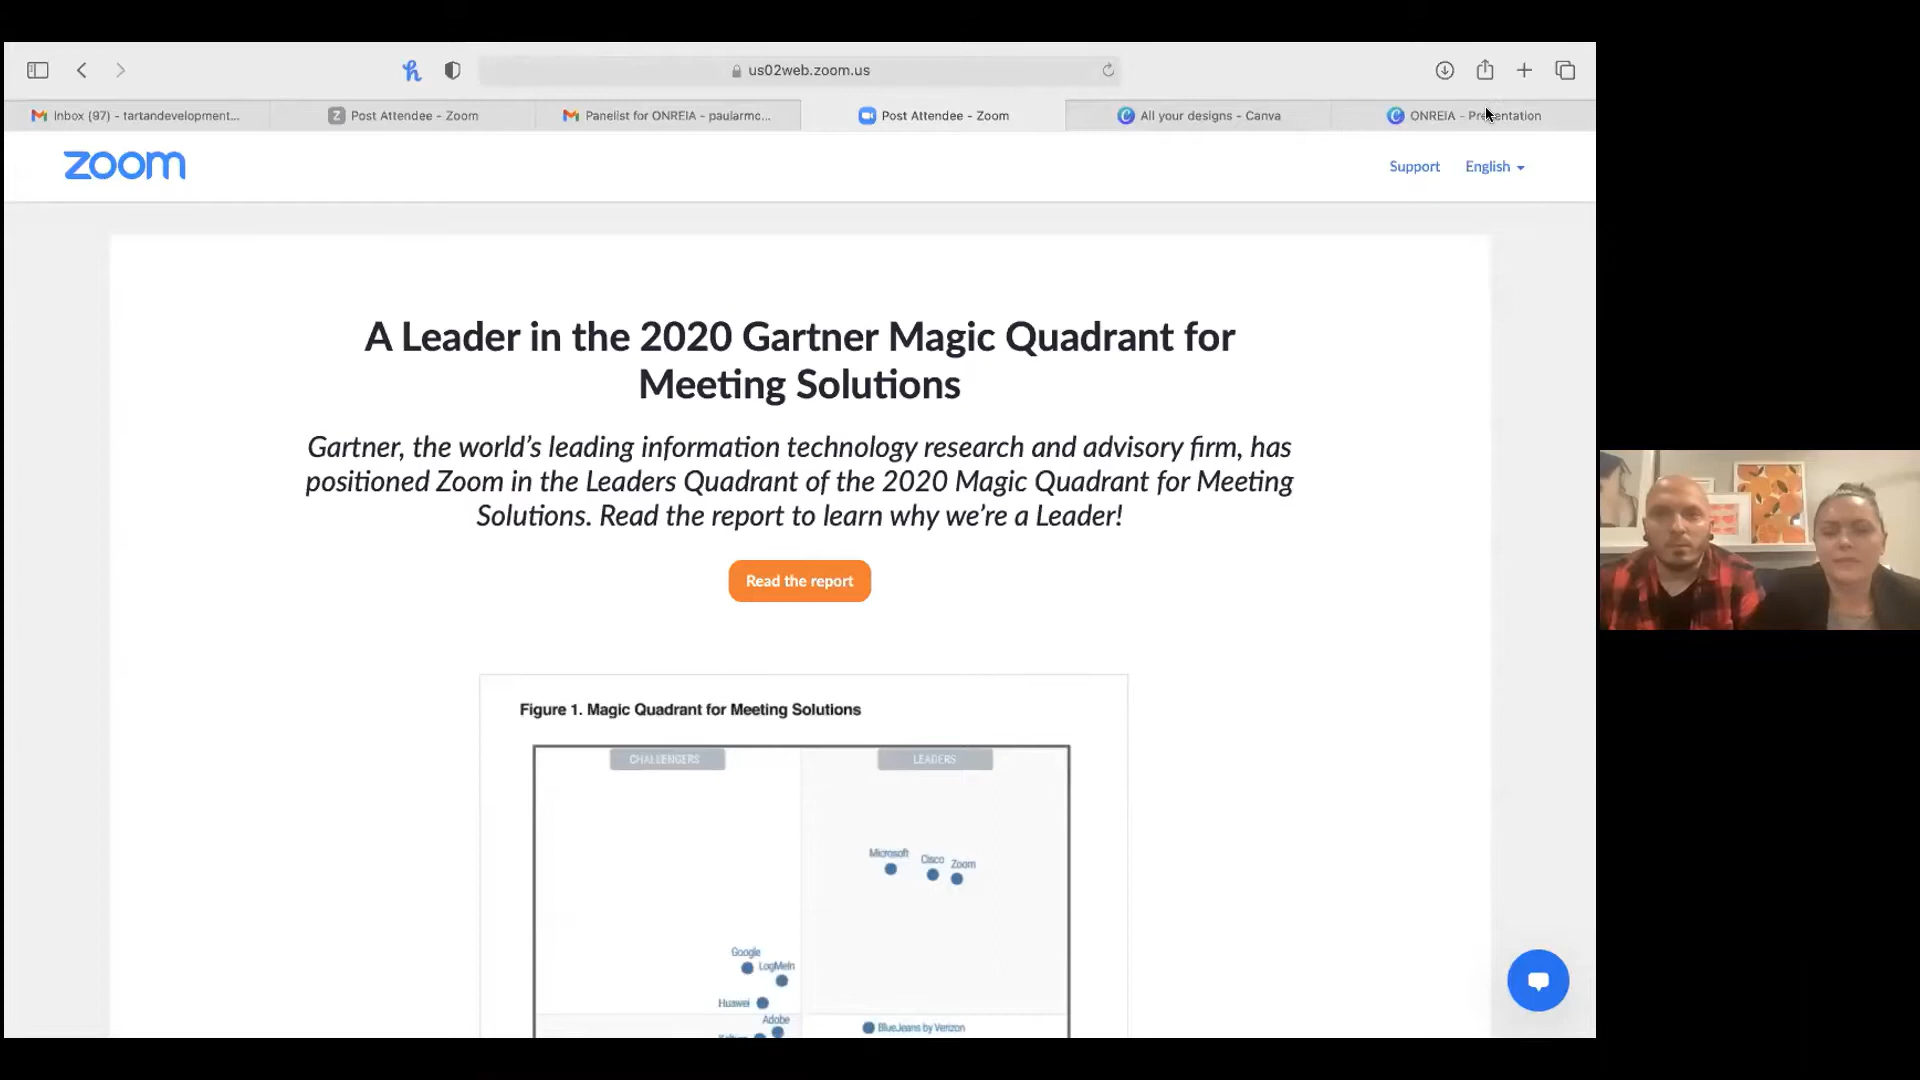 us02web.zoom.us
Inbox (97) - tartandevelopment...
Post Attendee - Zoom
Panelist for ONREIA - paularmc...
Post Attendee - Zoom
All your designs - Canva
ONREIA - Presentation
zoom
Support
English
A Leader in the 2020 Gartner Magic Quadrant for
Meeting Solutions
Gartner, the world's leading information technology research and advisory firm, has
positioned Zoom in the Leaders Quadrant of the 2020 Magic Quadrant for Meeting
Solutions. Read the report to learn why we're a Leader!
Read the report
Figure 1. Magic Quadrant for Meeting Solutions
CHALLENGERS
LEADERS
Microsoft
Cisco
Zoom
Google
LogMeIn
Huawei
Adobe
BlueJeans by Verizon